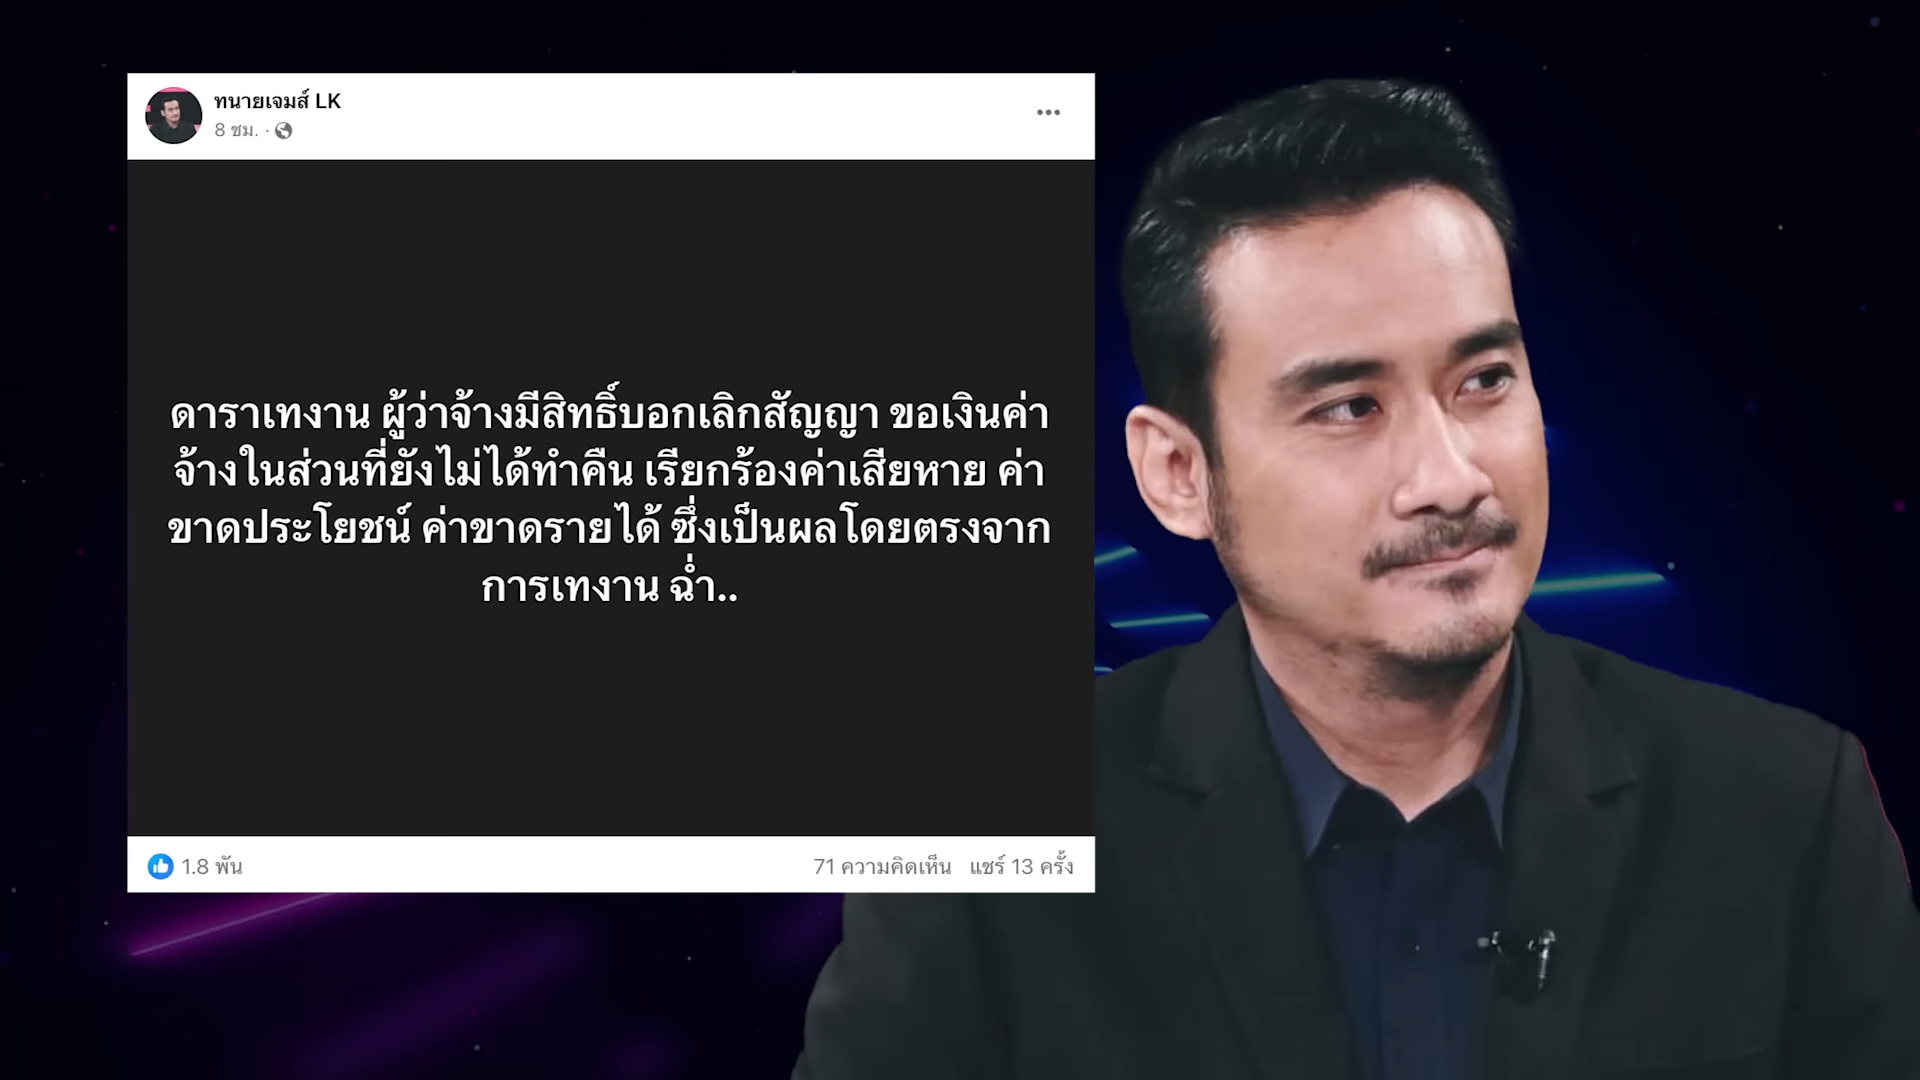 ทนายเจมส์ LK
8 ชม. ·
ดาราเทงาน ผู้ว่าจ้างมีสิทธิ์บอกเลิกสัญญา ขอเงินค่า
จ้างในส่วนที่ยังไม่ได้ทำคืน เรียกร้องค่าเสียหาย ค่า
ขาดประโยชน์ ค่าขาดรายได้ ซึ่งเป็นผลโดยตรงจาก
การเทงาน ฉ่ำ..
1.8 พัน
71 ความคิดเห็น แชร์ 13 ครั้ง